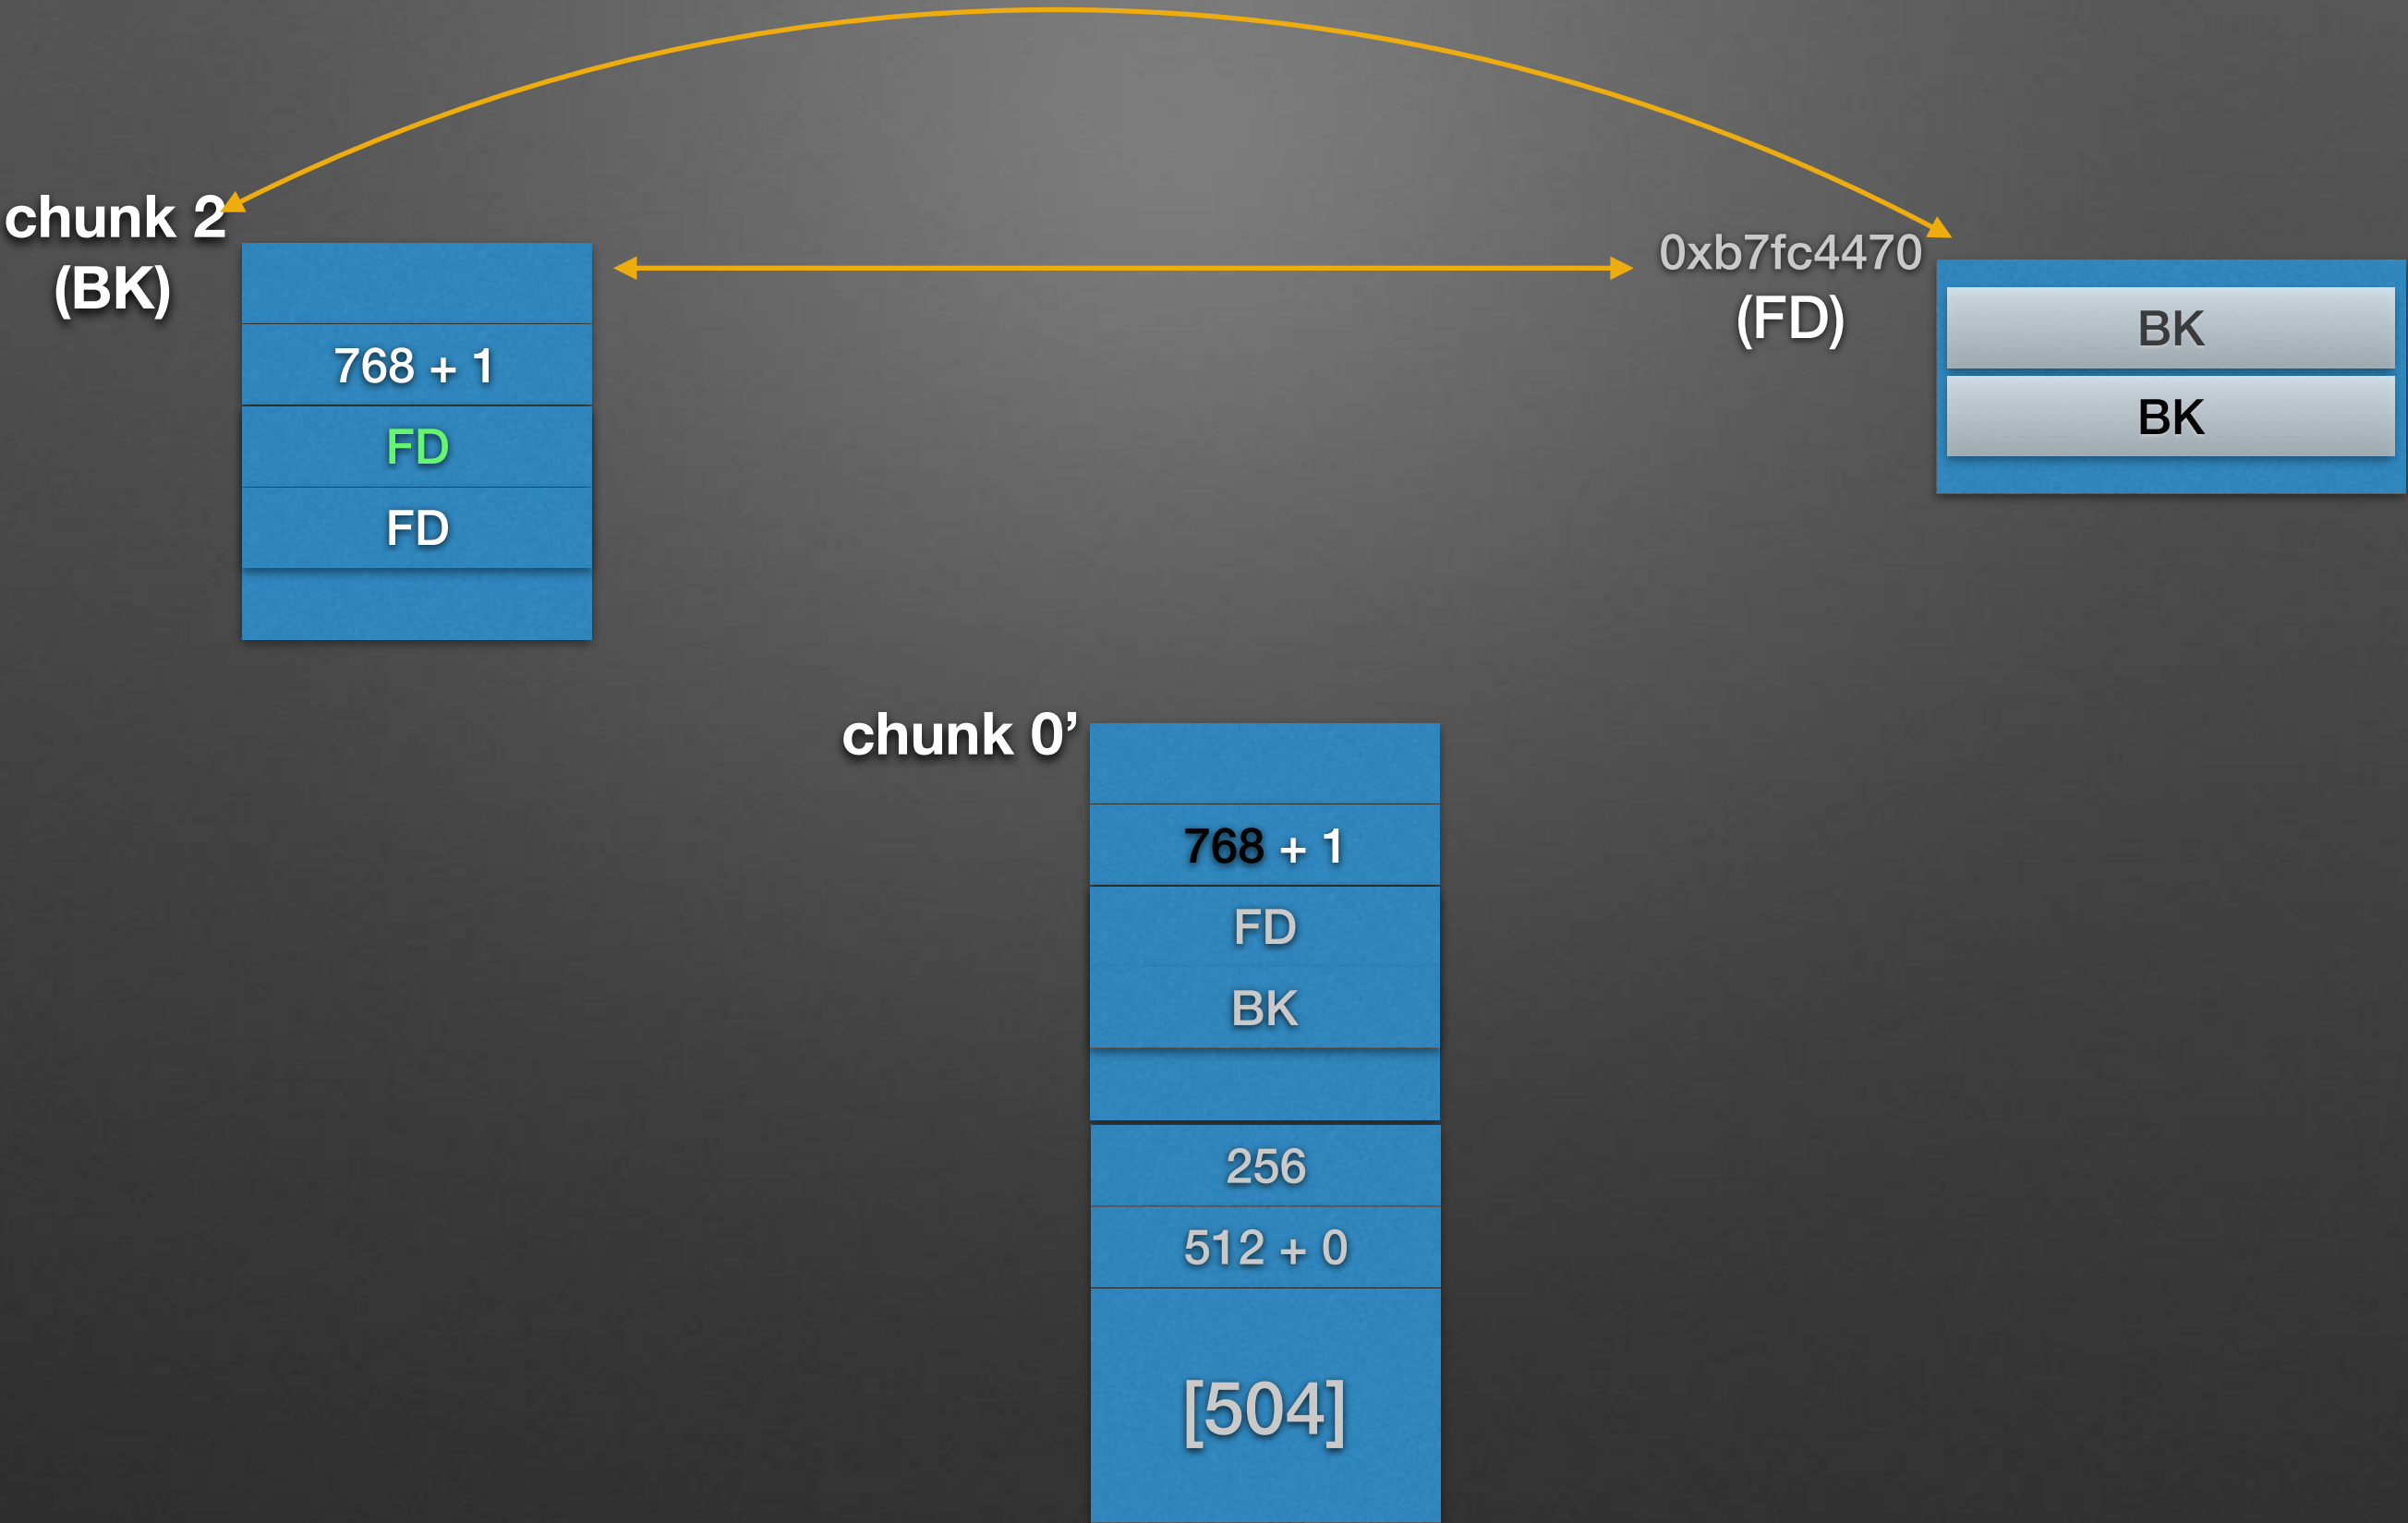 chunk 2
(BK)
768 + 1
FD
FD
0xb7fc4470
(FD)
BK
BK
chunk 0’
768 + 1
FD
BK
256
512 + 0
[504]